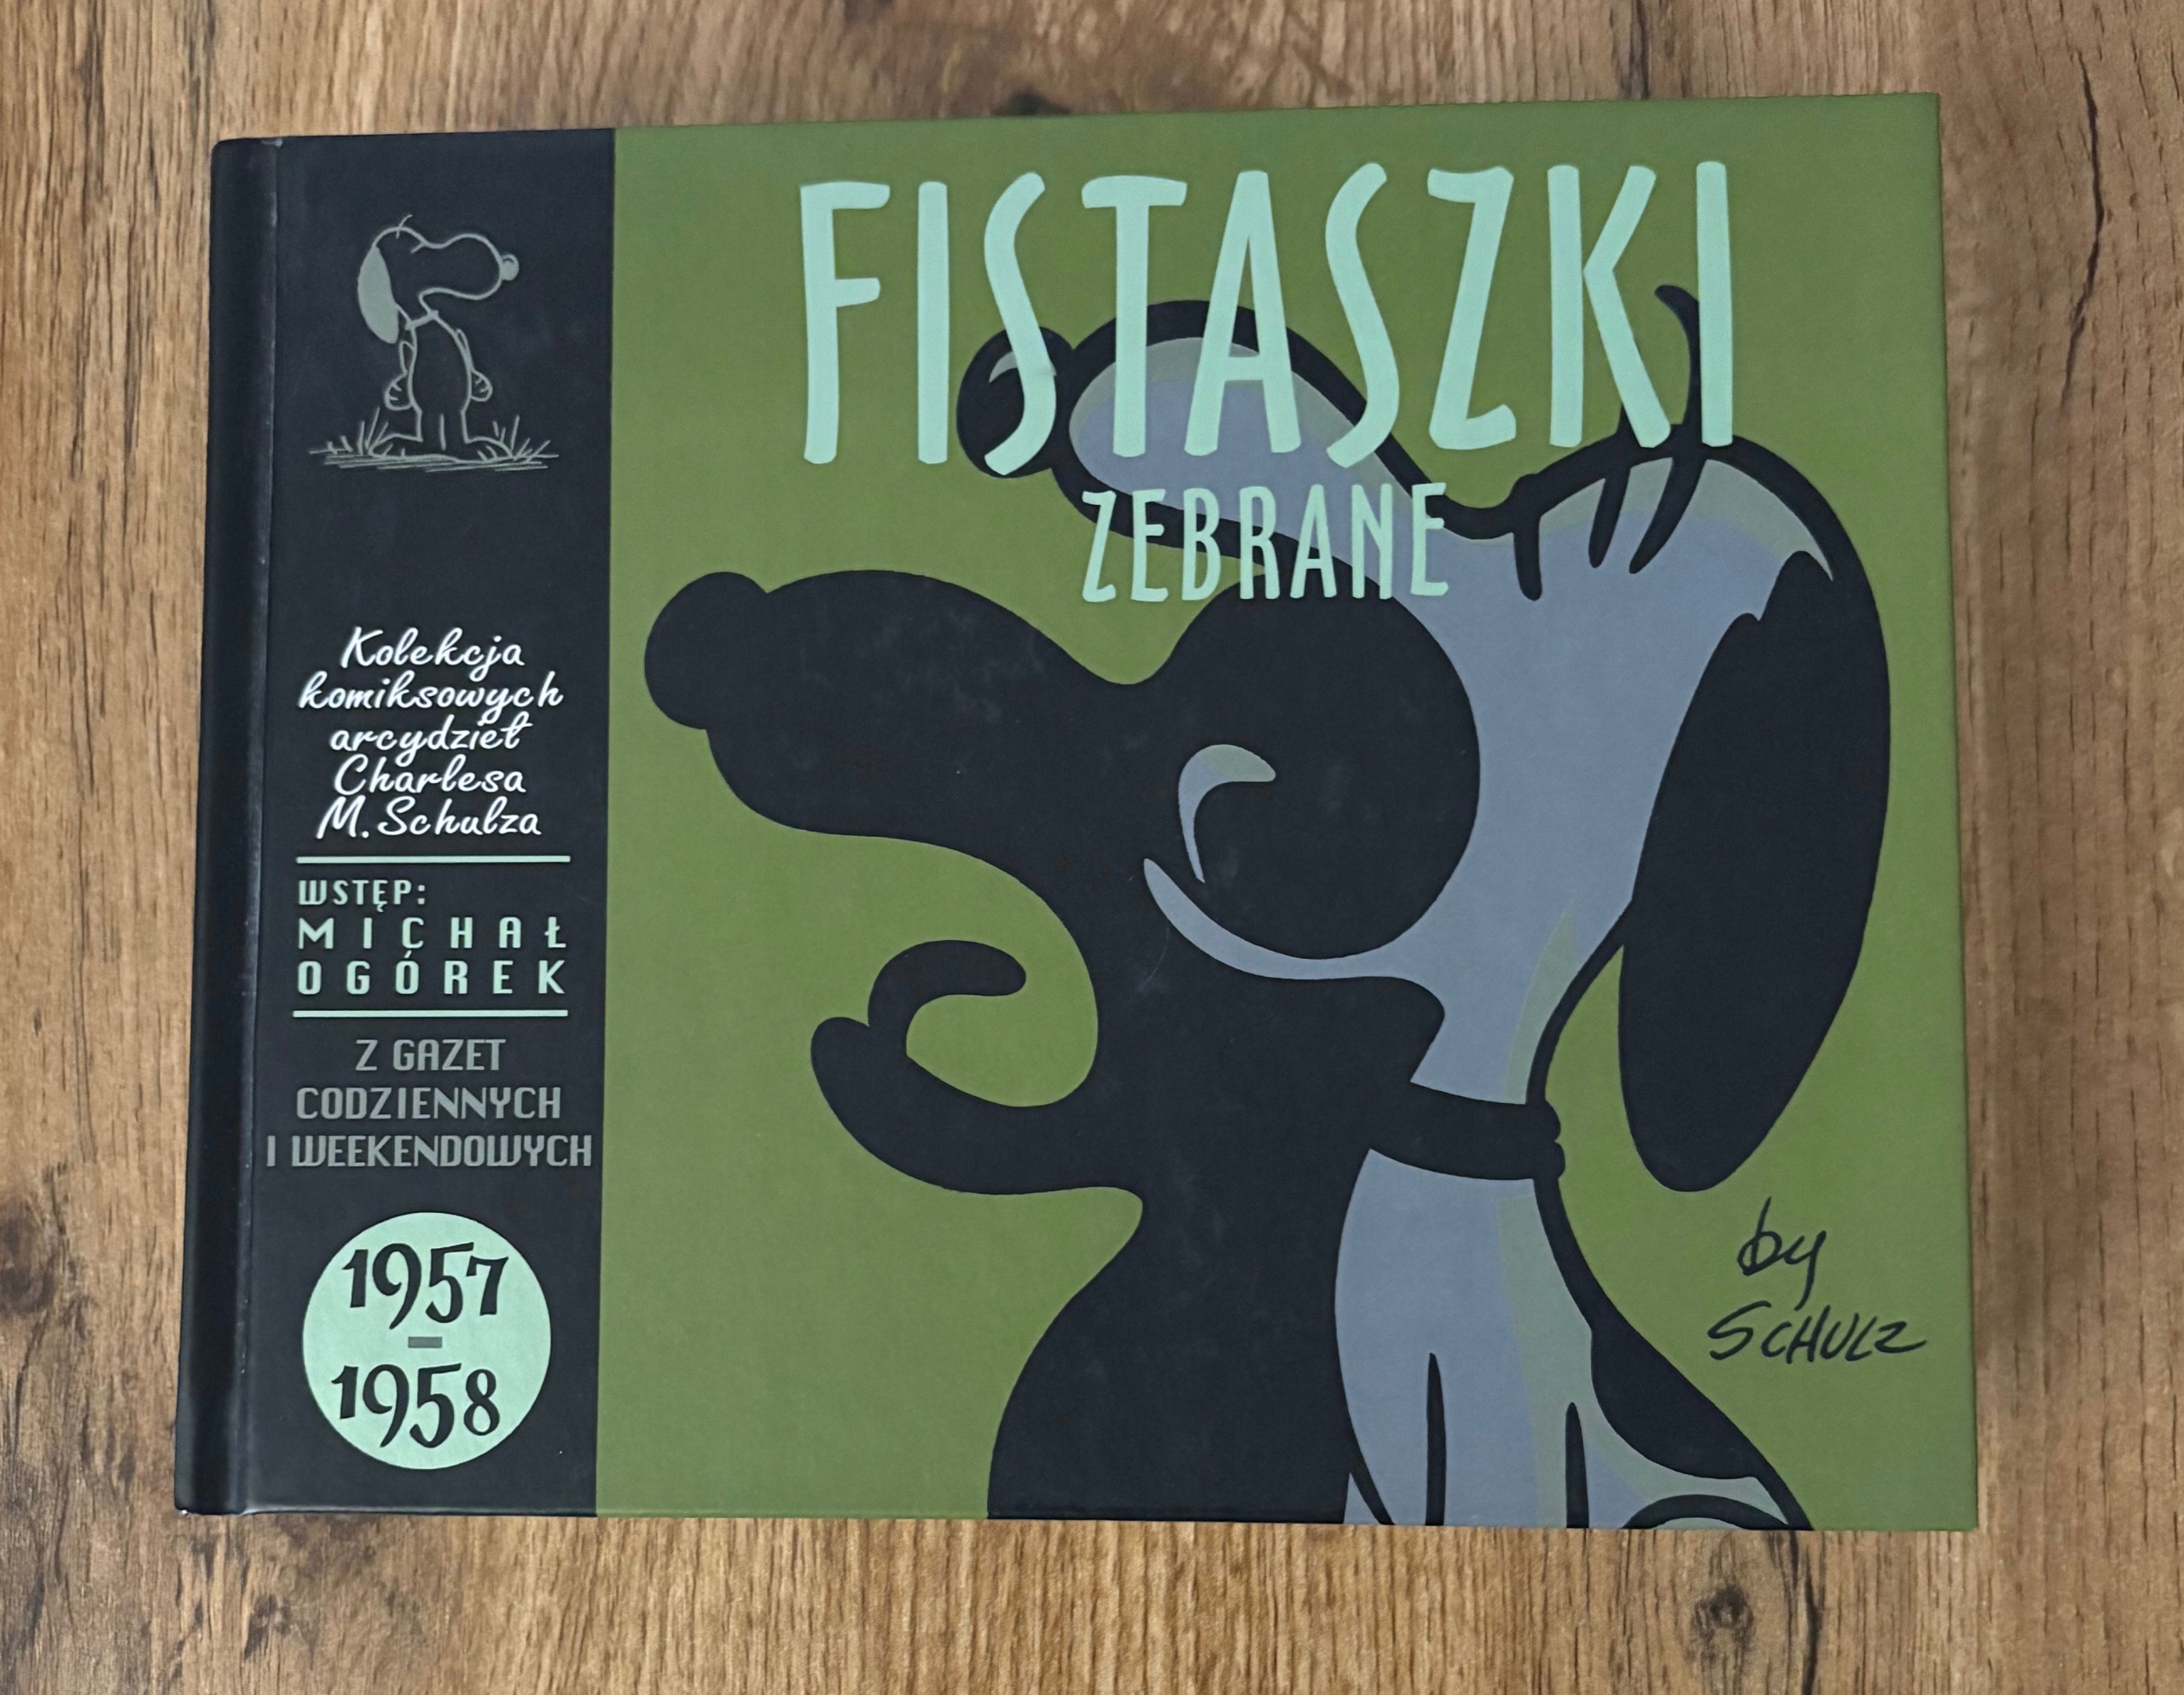 FISTASZKI
ZEBRANE
Kolekcja
komiksowych
arcydzieł
Charlesa
M. Schulza
WSTĘP:
MICHAŁ
OGÓREK
Z GAZET
CODZIENNYCH
I WEEKENDOWYCH
1957
-
1958
by
SCHULZ